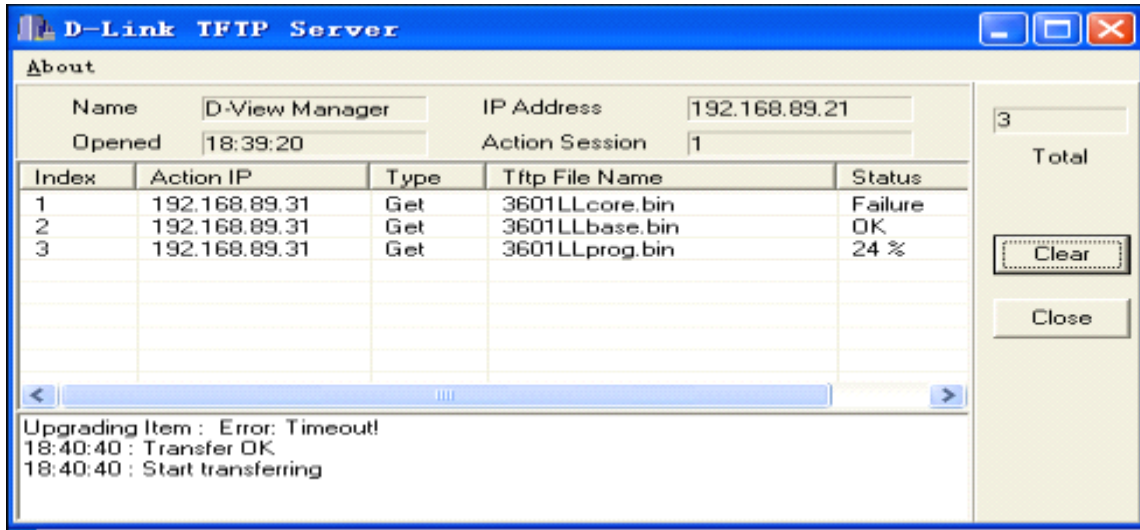 D-Link TFTP Server
About
Name D-View Manager IP Address 192.168.89.21
Opened 18:39:20 Action Session 1
3
Total
Index Action IP Type Tftp File Name Status
1 192.168.89.31 Get 3601LLcore.bin Failure
2 192.168.89.31 Get 3601LLbase.bin OK
3 192.168.89.31 Get 3601LLprog.bin 24 %
Clear
Close
Upgrading Item : Error: Timeout!
18:40:40 : Transfer OK
18:40:40 : Start transferring